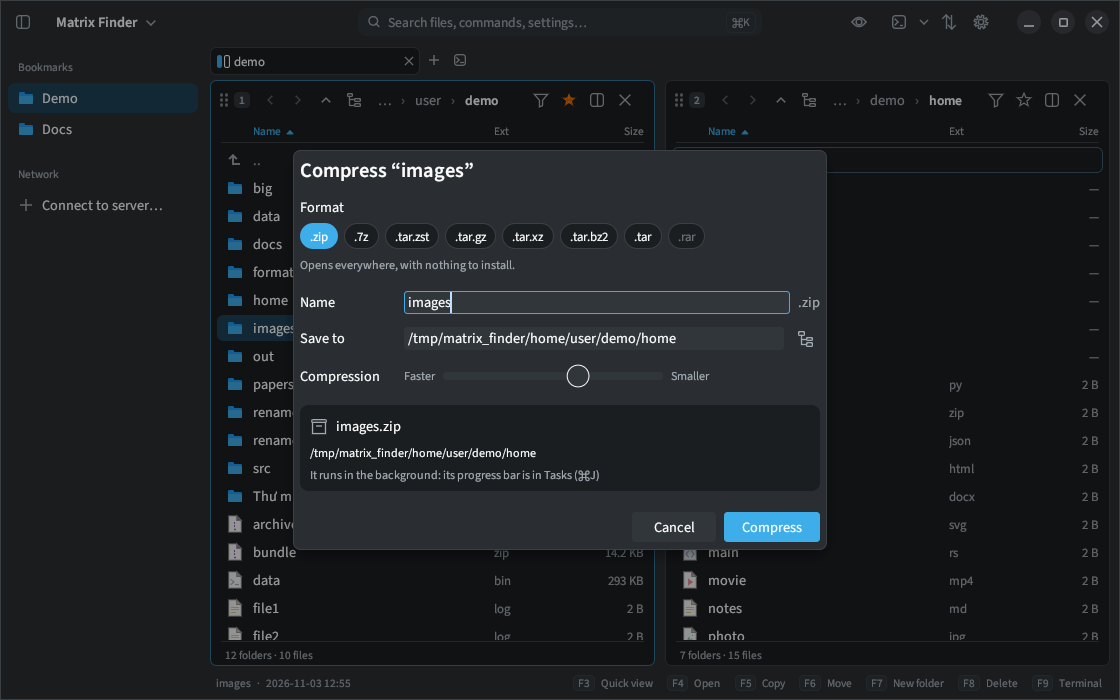 Matrix Finder
Search files, commands, settings…
⌘K
Bookmarks
Demo
Docs
Network
Connect to server…
demo
1
… › user › demo
Name
Ext
Size
..
big
data
docs
format
home
images
out
papers
renam
renam
src
Thư m
archive
bundle zip 14.2 KB
data bin 293 KB
file1 log 2 B
file2 log 2 B
12 folders · 10 files
2
… › demo › home
Name
Ext
Size
—
—
—
—
—
—
—
py 2 B
zip 2 B
json 2 B
html 2 B
docx 2 B
svg 2 B
main rs 2 B
movie mp4 2 B
notes md 2 B
photo jpg 2 B
7 folders · 15 files
Compress “images”
Format
.zip .7z .tar.zst .tar.gz .tar.xz .tar.bz2 .tar .rar
Opens everywhere, with nothing to install.
Name images .zip
Save to /tmp/matrix_finder/home/user/demo/home
Compression Faster Smaller
images.zip
/tmp/matrix_finder/home/user/demo/home
It runs in the background: its progress bar is in Tasks (⌘J)
Cancel Compress
images · 2026-11-03 12:55
F3 Quick view F4 Open F5 Copy F6 Move F7 New folder F8 Delete F9 Terminal